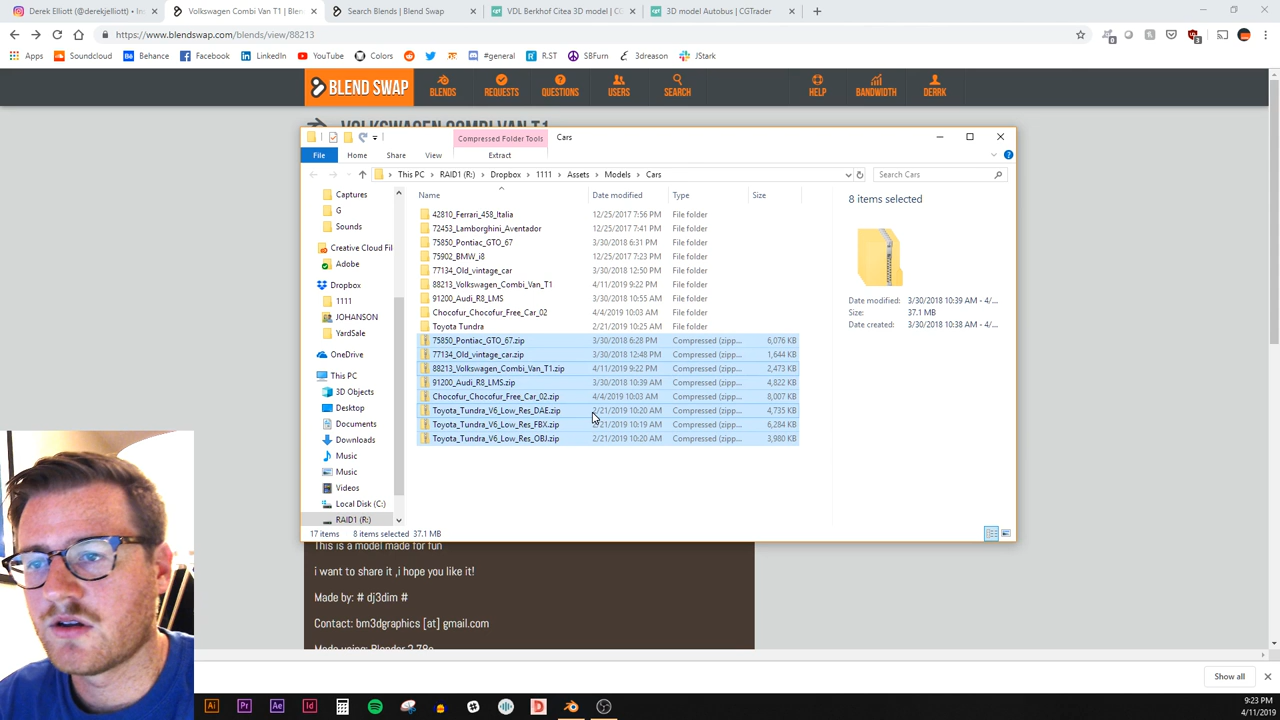 Derek Elliott (@derekjelliott) • In
Volkswagen Combi Van T1 | Blen
Search Blends | Blend Swap
VDL Berkhof Citea 3D model | CG
3D model Autobus | CGTrader
https://www.blendswap.com/blends/view/88213
Apps
Soundcloud
Behance
Facebook
LinkedIn
YouTube
Colors
#general
R.ST
SBFurn
3dreason
JStark
BLEND SWAP
BLENDS
REQUESTS
QUESTIONS
USERS
SEARCH
HELP
BANDWIDTH
DERRK
VOLKSWAGEN COMBI VAN T1
Compressed Folder Tools
Cars
File
Home
Share
View
Extract
This PC
RAID1 (R:)
Dropbox
1111
Assets
Models
Cars
Search Cars
Captures
G
Sounds
Creative Cloud Fil
Adobe
Dropbox
1111
JOHANSON
YardSale
OneDrive
This PC
3D Objects
Desktop
Documents
Downloads
Music
Music
Videos
Local Disk (C:)
RAID1 (R:)
Name Date modified Type Size
42810_Ferrari_458_Italia 12/25/2017 7:56 PM File folder
72453_Lamborghini_Aventador 12/25/2017 7:41 PM File folder
75850_Pontiac_GTO_67 3/30/2018 6:31 PM File folder
75902_BMW_i8 12/25/2017 7:23 PM File folder
77134_Old_vintage_car 3/30/2018 12:50 PM File folder
88213_Volkswagen_Combi_Van_T1 4/11/2019 9:22 PM File folder
91200_Audi_R8_LMS 3/30/2018 10:55 AM File folder
Chocofur_Chocofur_Free_Car_02 4/4/2019 10:03 AM File folder
Toyota Tundra 2/21/2019 10:25 AM File folder
75850_Pontiac_GTO_67.zip 3/30/2018 6:28 PM Compressed (zipp... 6,076 KB
77134_Old_vintage_car.zip 3/30/2018 12:48 PM Compressed (zipp... 1,644 KB
88213_Volkswagen_Combi_Van_T1.zip 4/11/2019 9:22 PM Compressed (zipp... 2,473 KB
91200_Audi_R8_LMS.zip 3/30/2018 10:39 AM Compressed (zipp... 4,822 KB
Chocofur_Chocofur_Free_Car_02.zip 4/4/2019 10:03 AM Compressed (zipp... 8,007 KB
Toyota_Tundra_V6_Low_Res_DAE.zip 2/21/2019 10:20 AM Compressed (zipp... 4,735 KB
Toyota_Tundra_V6_Low_Res_FBX.zip 2/21/2019 10:19 AM Compressed (zipp... 6,284 KB
Toyota_Tundra_V6_Low_Res_OBJ.zip 2/21/2019 10:20 AM Compressed (zipp... 3,980 KB
8 items selected
Date modified: 3/30/2018 10:39 AM - 4/...
Size: 37.1 MB
Date created: 3/30/2018 10:38 AM - 4/...
17 items 8 items selected 37.1 MB
This is a model made for fun
i want to share it ,i hope you like it!
Made by: # dj3dim #
Contact: bm3dgraphics [at] gmail.com
Made using: Blender 2.78c
Show all
9:23 PM
4/11/2019